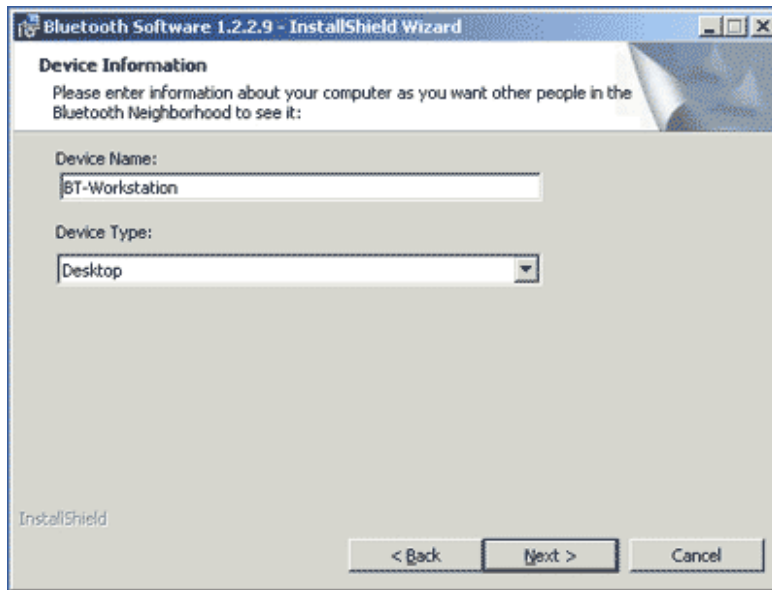 Bluetooth Software 1.2.2.9 - InstallShield Wizard
Device Information
Please enter information about your computer as you want other people in the
Bluetooth Neighborhood to see it:
Device Name:
BT-Workstation
Device Type:
Desktop
InstallShield
< Back Next > Cancel